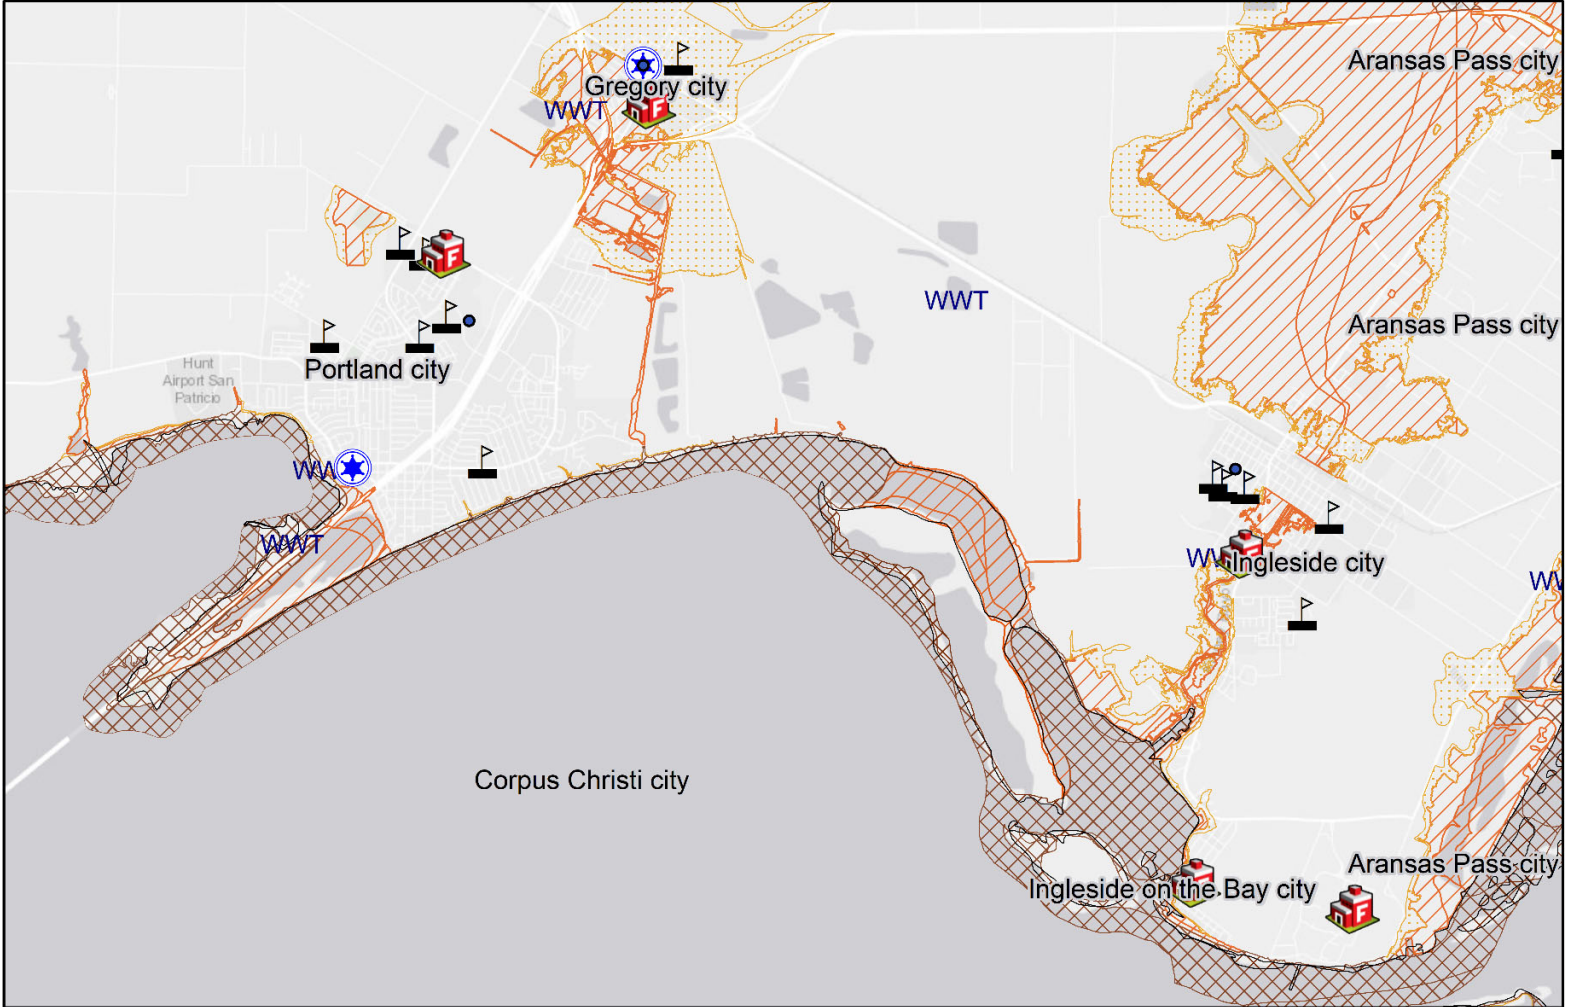 Aransas Pass city
Gregory city
F
WWT
F
WWT
Aransas Pass city
Hunt
Airport San
Patricio
Portland city
WWT
Ingleside city
Corpus Christi city
Aransas Pass city
F
Ingleside on the Bay city
F